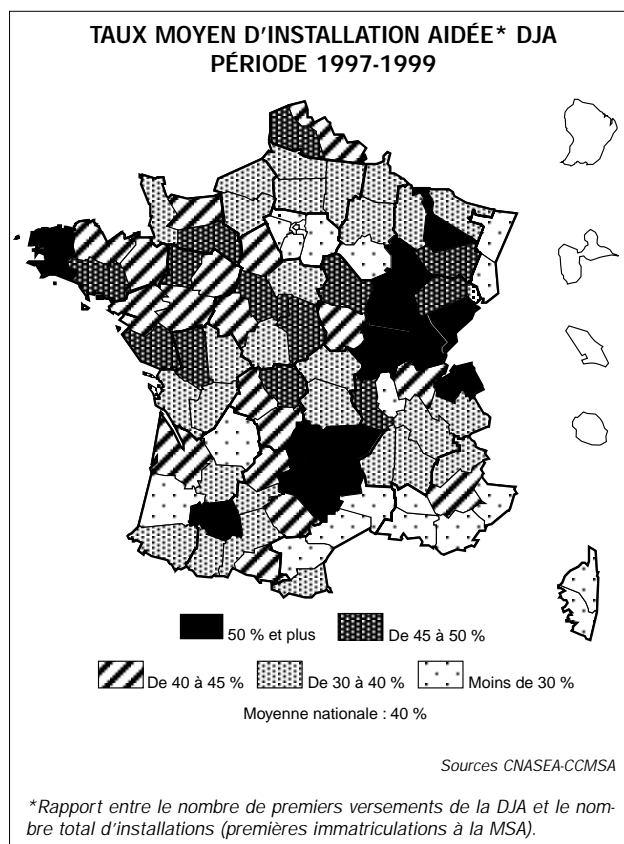 TAUX MOYEN D'INSTALLATION AIDÉE* DJA
PÉRIODE 1997-1999
50 % et plus
De 45 à 50 %
De 40 à 45 %
De 30 à 40 %
Moins de 30 %
Moyenne nationale : 40 %
Sources CNASEA-CCMSA
*Rapport entre le nombre de premiers versements de la DJA et le nom-
bre total d'installations (premières immatriculations à la MSA).